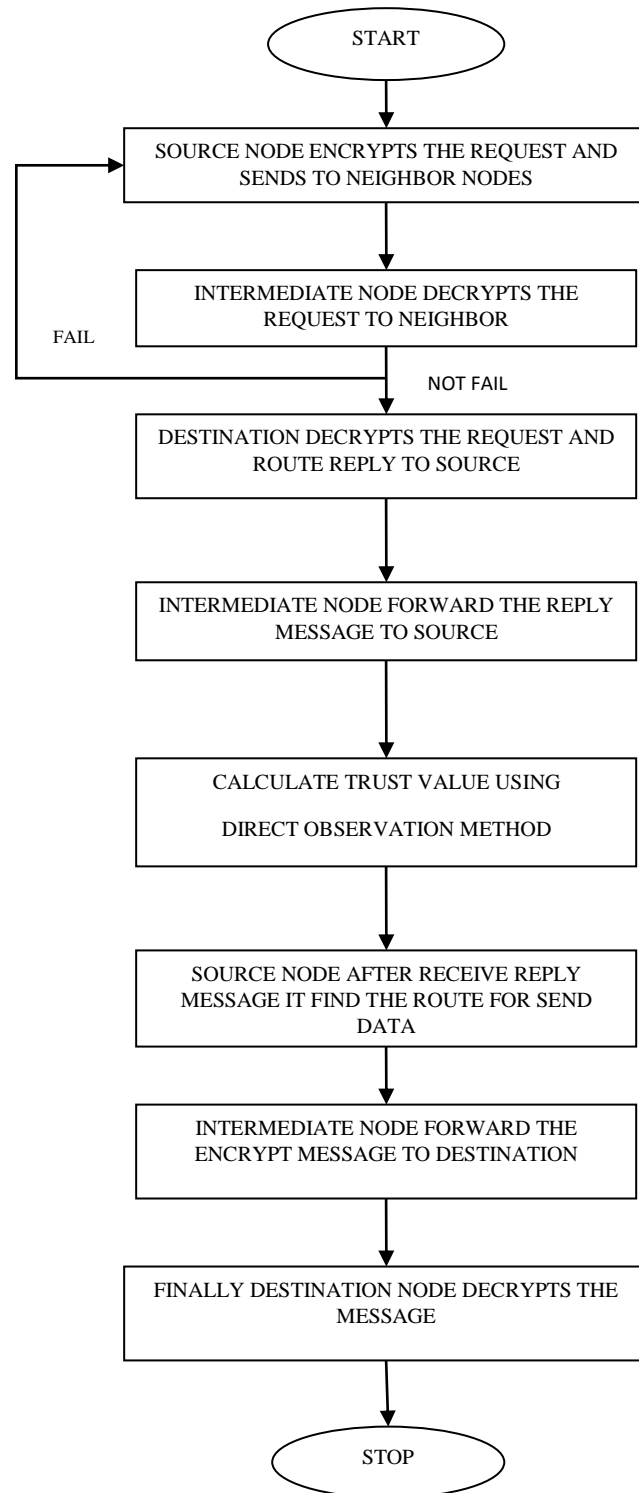 START
SOURCE NODE ENCRYPTS THE REQUEST AND
SENDS TO NEIGHBOR NODES
INTERMEDIATE NODE DECRYPTS THE
REQUEST TO NEIGHBOR
FAIL
NOT FAIL
DESTINATION DECRYPTS THE REQUEST AND
ROUTE REPLY TO SOURCE
INTERMEDIATE NODE FORWARD THE REPLY
MESSAGE TO SOURCE
CALCULATE TRUST VALUE USING
DIRECT OBSERVATION METHOD
SOURCE NODE AFTER RECEIVE REPLY
MESSAGE IT FIND THE ROUTE FOR SEND
DATA
INTERMEDIATE NODE FORWARD THE
ENCRYPT MESSAGE TO DESTINATION
FINALLY DESTINATION NODE DECRYPTS THE
MESSAGE
STOP